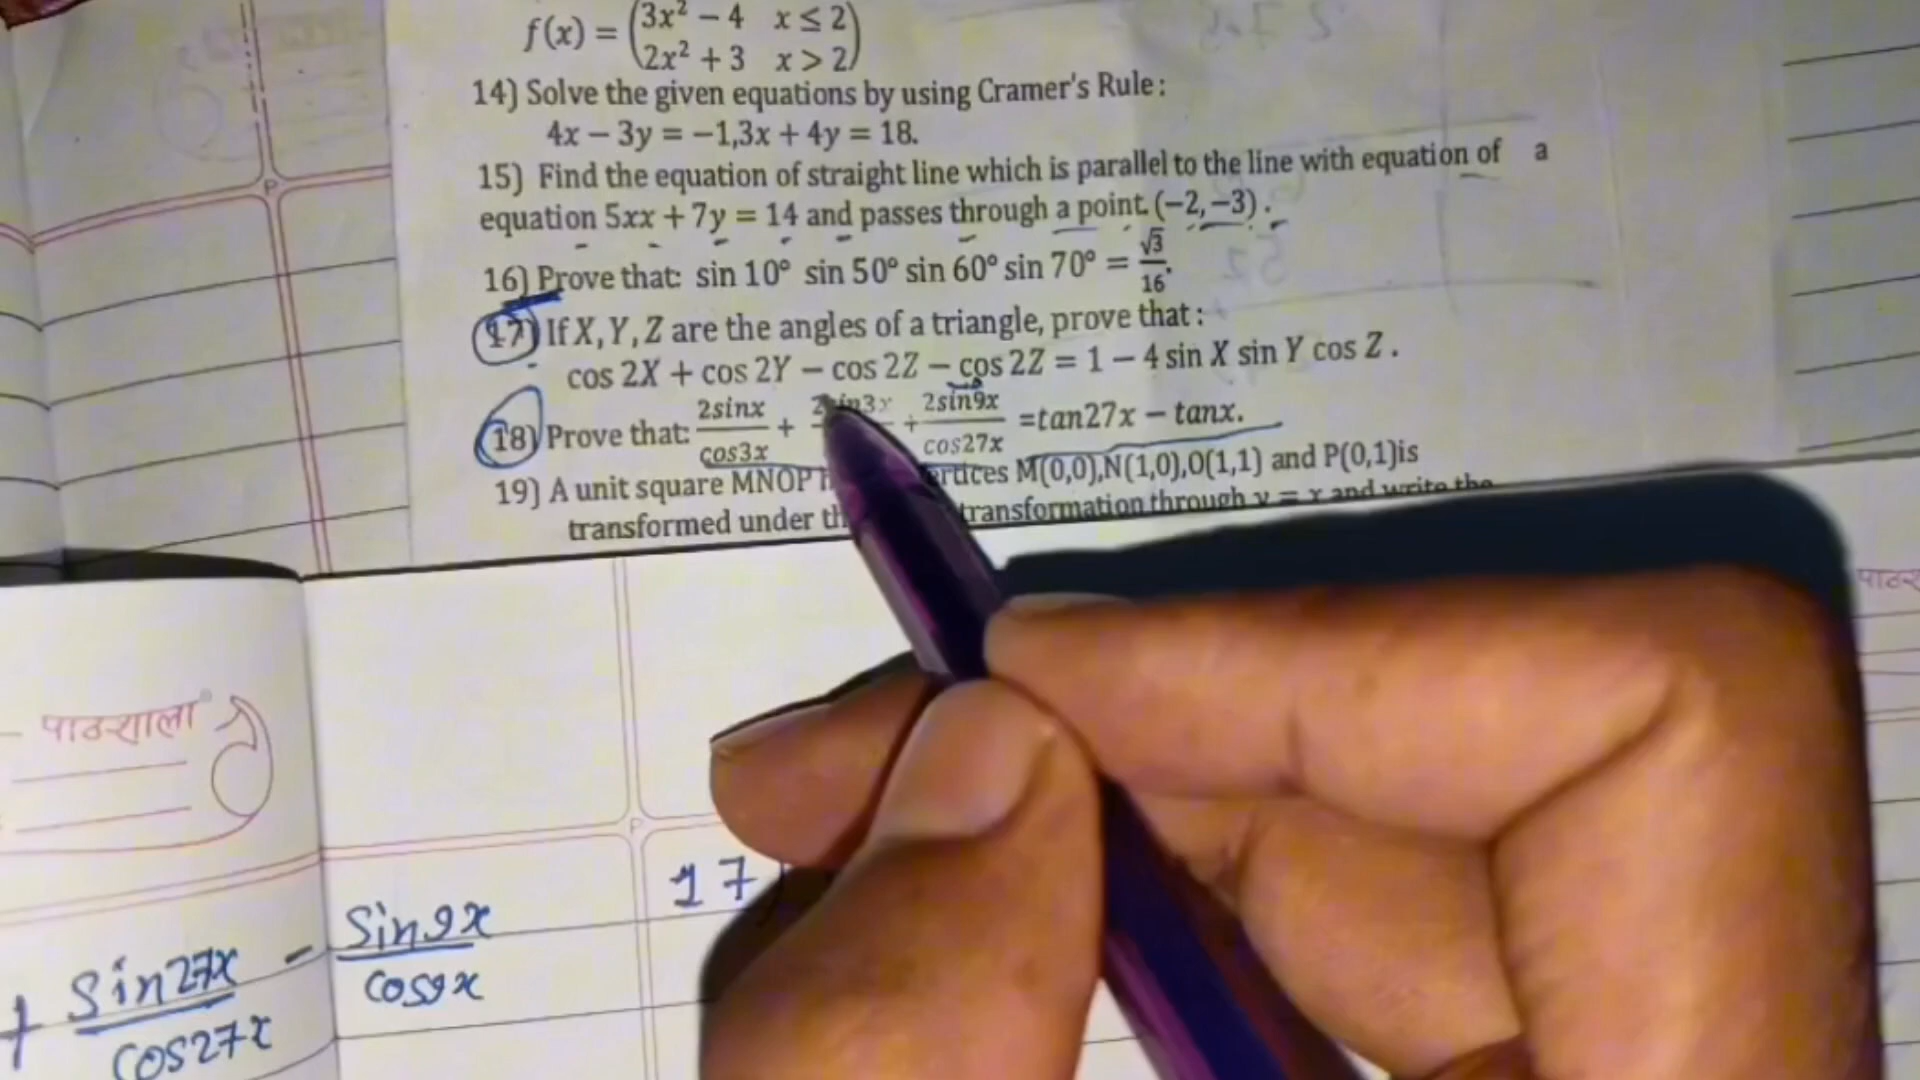 f(x) = (3x² − 4 x ≤ 2
2x² + 3 x > 2)
14) Solve the given equations by using Cramer's Rule:
4x − 3y = −1,3x + 4y = 18.
15) Find the equation of straight line which is parallel to the line with equation of a
equation 5xx + 7y = 14 and passes through a point. (−2, −3).
16) Prove that: sin 10° sin 50° sin 60° sin 70° = √3/16.
17) If X, Y, Z are the angles of a triangle, prove that:
cos 2X + cos 2Y − cos 2Z − cos 2Z = 1 − 4 sin X sin Y cos Z.
18) Prove that: 2sinx/cos3x + 2sin3x + 2sin9x/cos27x =tan27x − tanx.
19) A unit square MNOP M(0,0),N(1,0),O(1,1) and P(0,1)is
transformed under transformation through y = x and write the
पाठशाला
17)
+ Sin27x/Cos27x − Sin9x/Cos9x